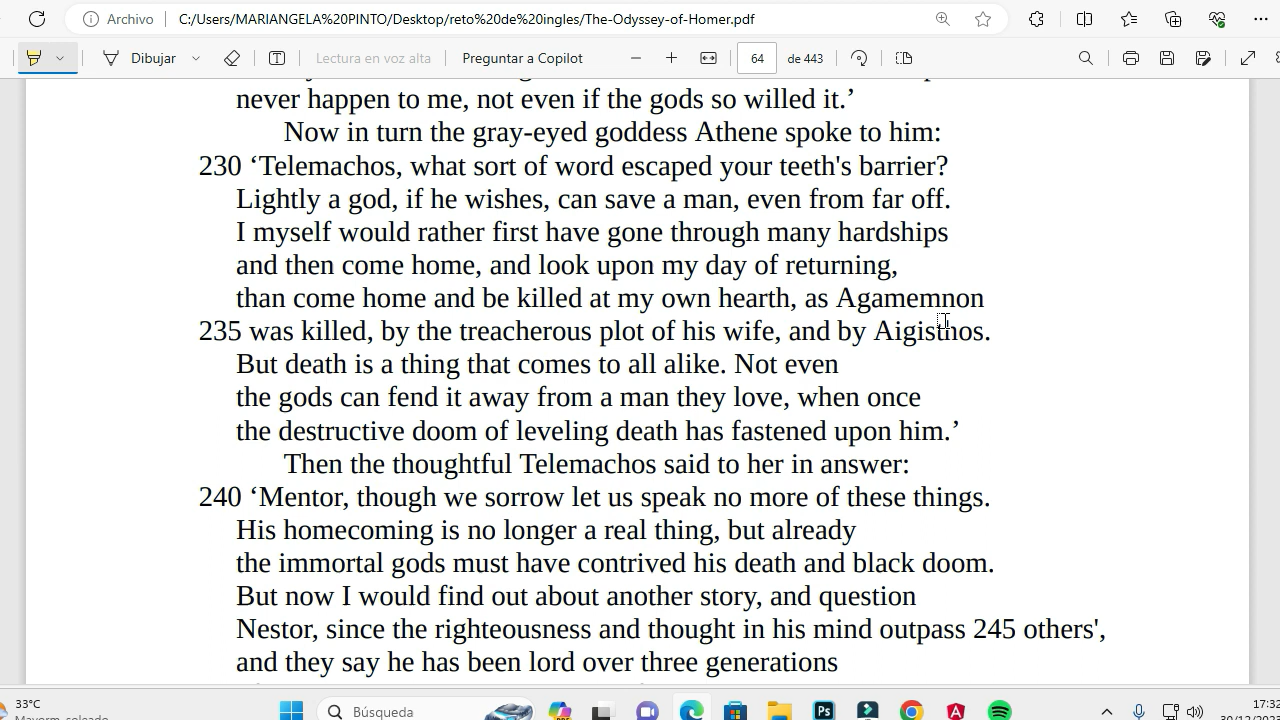 Archivo
C:/Users/MARIANGELA%20PINTO/Desktop/reto%20de%20ingles/The-Odyssey-of-Homer.pdf
Dibujar
Lectura en voz alta
Preguntar a Copilot
64
de 443
never happen to me, not even if the gods so willed it.’
Now in turn the gray-eyed goddess Athene spoke to him:
230 ‘Telemachos, what sort of word escaped your teeth's barrier?
Lightly a god, if he wishes, can save a man, even from far off.
I myself would rather first have gone through many hardships
and then come home, and look upon my day of returning,
than come home and be killed at my own hearth, as Agamemnon
235 was killed, by the treacherous plot of his wife, and by Aigisthos.
But death is a thing that comes to all alike. Not even
the gods can fend it away from a man they love, when once
the destructive doom of leveling death has fastened upon him.’
Then the thoughtful Telemachos said to her in answer:
240 ‘Mentor, though we sorrow let us speak no more of these things.
His homecoming is no longer a real thing, but already
the immortal gods must have contrived his death and black doom.
But now I would find out about another story, and question
Nestor, since the righteousness and thought in his mind outpass 245 others',
and they say he has been lord over three generations
33°C
Búsqueda
Ps
17:32